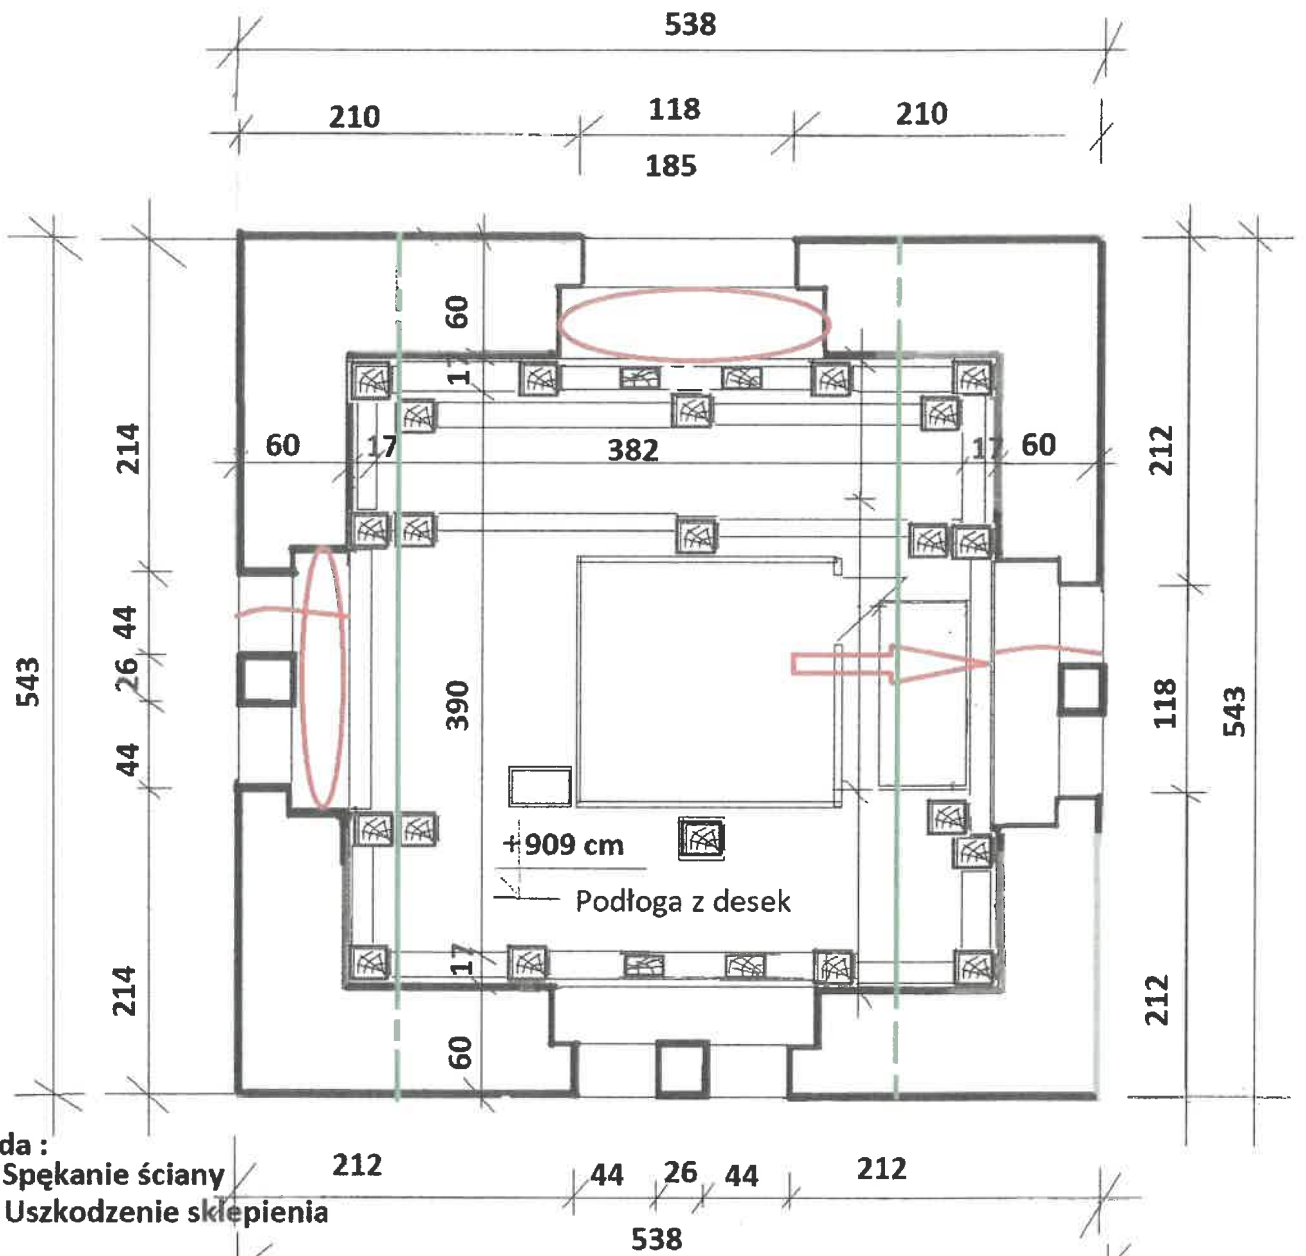 538
210 118 210
185
60
17
60 17 382 17 60
214
212
44
26
44
543
390
118
543
+909 cm
Podłoga z desek
17
214
212
60
da :
Spękanie ściany
Uszkodzenie sklepienia
212 44 26 44 212
538